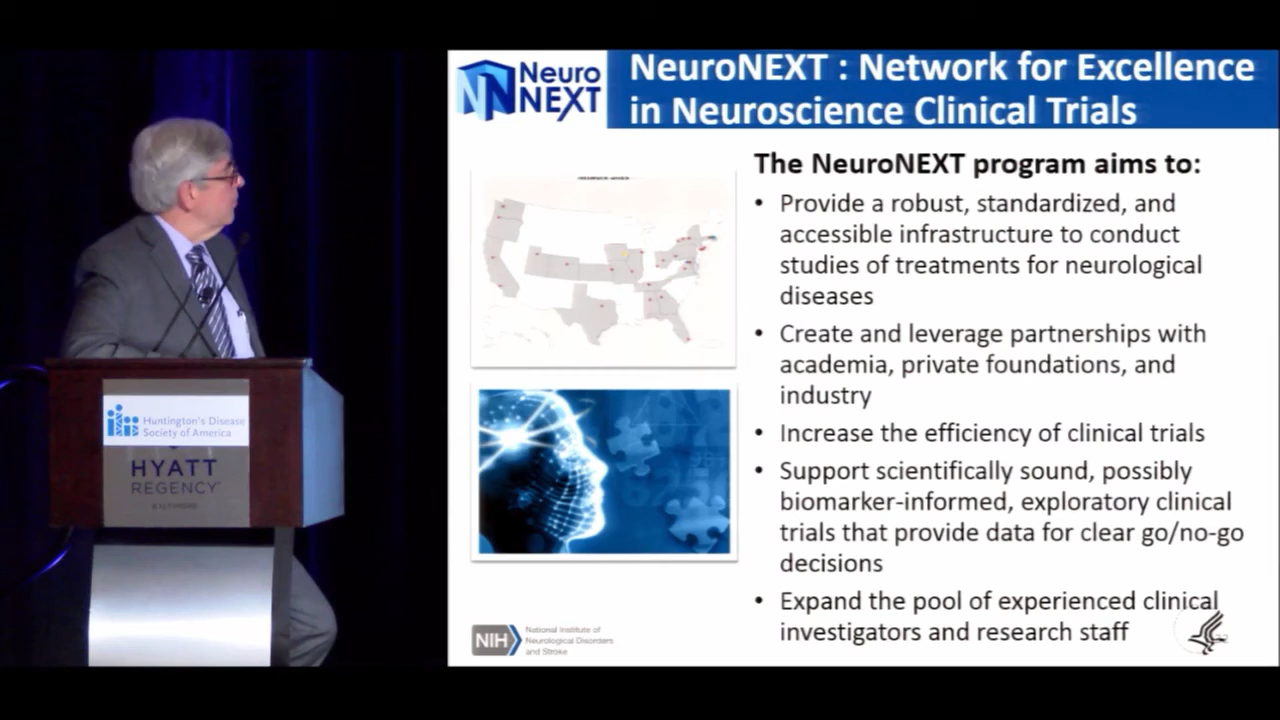 Neuro
NEXT
NeuroNEXT : Network for Excellence
in Neuroscience Clinical Trials
The NeuroNEXT program aims to:
• Provide a robust, standardized, and
accessible infrastructure to conduct
studies of treatments for neurological
diseases
• Create and leverage partnerships with
academia, private foundations, and
industry
• Increase the efficiency of clinical trials
• Support scientifically sound, possibly
biomarker-informed, exploratory clinical
trials that provide data for clear go/no-go
decisions
• Expand the pool of experienced clinical
investigators and research staff
NIH
National Institute of
Neurological Disorders
and Stroke
Huntington's Disease
Society of America
HYATT
REGENCY